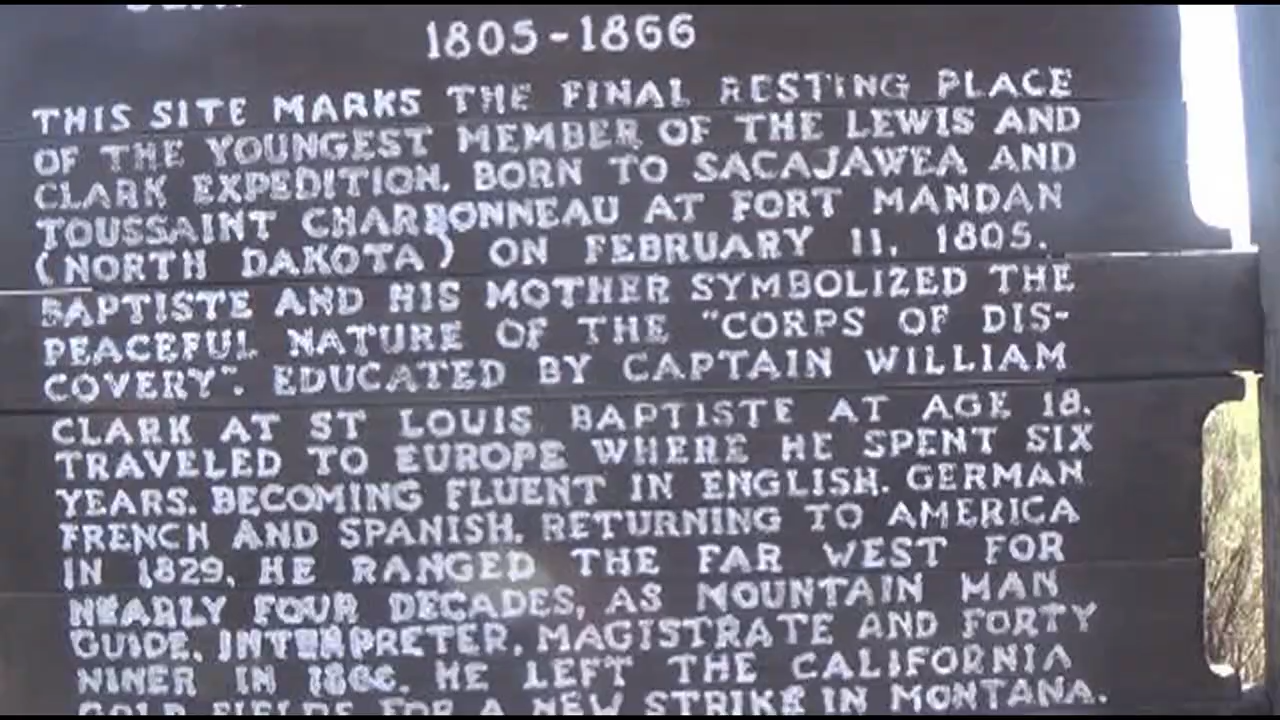 1805-1866
THIS SITE MARKS THE FINAL RESTING PLACE
OF THE YOUNGEST MEMBER OF THE LEWIS AND
CLARK EXPEDITION. BORN TO SACAJAWEA AND
TOUSSAINT CHARBONNEAU AT FORT MANDAN
(NORTH DAKOTA) ON FEBRUARY 11, 1805.
BAPTISTE AND HIS MOTHER SYMBOLIZED THE
PEACEFUL NATURE OF THE "CORPS OF DIS-
COVERY". EDUCATED BY CAPTAIN WILLIAM
CLARK AT ST LOUIS BAPTISTE AT AGE 18,
TRAVELED TO EUROPE WHERE HE SPENT SIX
YEARS. BECOMING FLUENT IN ENGLISH. GERMAN
FRENCH AND SPANISH. RETURNING TO AMERICA
IN 1829, HE RANGED THE FAR WEST FOR
NEARLY FOUR DECADES, AS MOUNTAIN MAN
GUIDE, INTERPRETER, MAGISTRATE AND FORTY
NINER IN 1866, HE LEFT THE CALIFORNIA
GOLD FIELDS FOR A NEW STRIKE IN MONTANA.